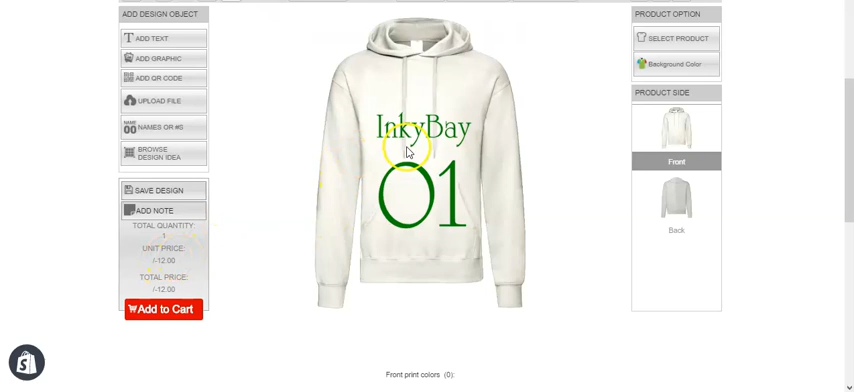 ADD DESIGN OBJECT
ADD TEXT
ADD GRAPHIC
ADD QR CODE
UPLOAD FILE
NAMES OR #S
BROWSE
DESIGN IDEA
SAVE DESIGN
ADD NOTE
TOTAL QUANTITY:
1
UNIT PRICE:
/-12.00
TOTAL PRICE:
/-12.00
Add to Cart
InkyBay
01
Front print colors (0):
PRODUCT OPTION
SELECT PRODUCT
Background Color
PRODUCT SIDE
Front
Back